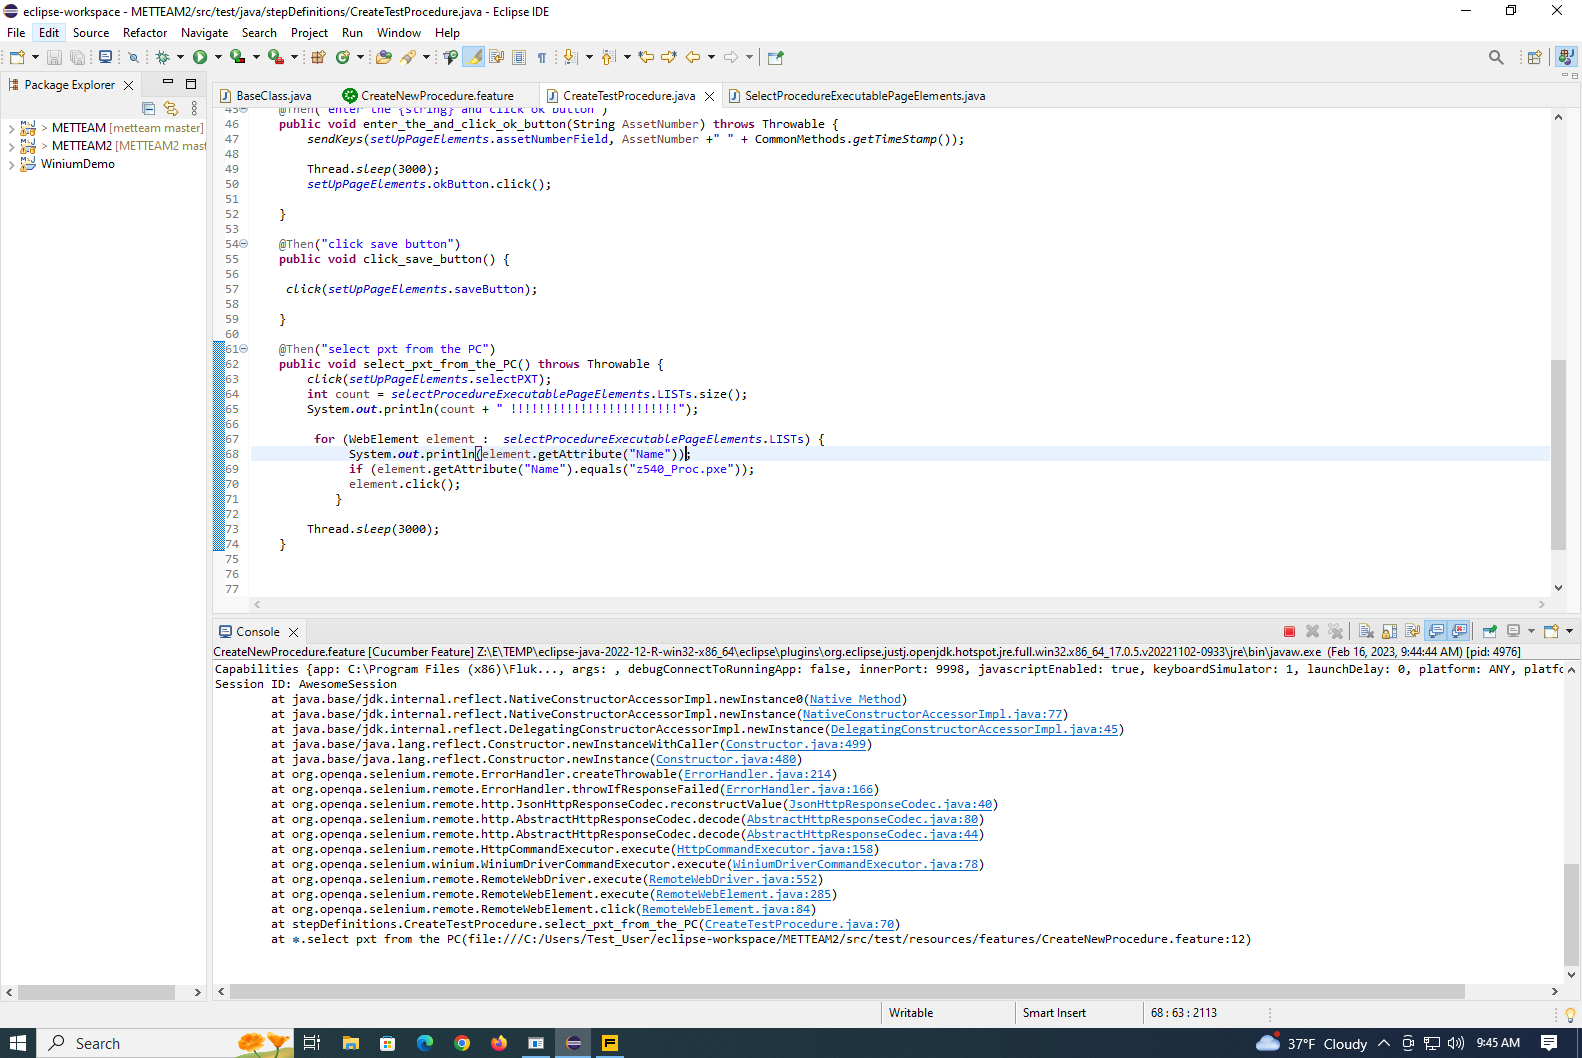 eclipse-workspace - METTEAM2/src/test/java/stepDefinitions/CreateTestProcedure.java - Eclipse IDE
File Edit Source Refactor Navigate Search Project Run Window Help
Package Explorer
METTEAM [metteam master]
METTEAM2 [METTEAM2 mast
WiniumDemo
BaseClass.java
CreateNewProcedure.feature
CreateTestProcedure.java
SelectProcedureExecutablePageElements.java
45 @Then("enter the {string} and click ok button")
46 public void enter_the_and_click_ok_button(String AssetNumber) throws Throwable {
47 sendKeys(setUpPageElements.assetNumberField, AssetNumber +" " + CommonMethods.getTimeStamp());
48
49 Thread.sleep(3000);
50 setUpPageElements.okButton.click();
51
52 }
53
54 @Then("click save button")
55 public void click_save_button() {
56
57 click(setUpPageElements.saveButton);
58
59 }
60
61 @Then("select pxt from the PC")
62 public void select_pxt_from_the_PC() throws Throwable {
63 click(setUpPageElements.selectPXT);
64 int count = selectProcedureExecutablePageElements.LISTs.size();
65 System.out.println(count + " !!!!!!!!!!!!!!!!!!!!!!!!");
66
67 for (WebElement element : selectProcedureExecutablePageElements.LISTs) {
68 System.out.println(element.getAttribute("Name"));
69 if (element.getAttribute("Name").equals("z540_Proc.pxe"));
70 element.click();
71 }
72
73 Thread.sleep(3000);
74 }
75
76
77
Console
CreateNewProcedure.feature [Cucumber Feature] Z:\E\TEMP\eclipse-java-2022-12-R-win32-x86_64\eclipse\plugins\org.eclipse.justj.openjdk.hotspot.jre.full.win32.x86_64_17.0.5.v20221102-0933\jre\bin\javaw.exe (Feb 16, 2023, 9:44:44 AM) [pid: 4976]
Capabilities {app: C:\Program Files (x86)\Fluk..., args: , debugConnectToRunningApp: false, innerPort: 9998, javascriptEnabled: true, keyboardSimulator: 1, launchDelay: 0, platform: ANY, platfo
Session ID: AwesomeSession
at java.base/jdk.internal.reflect.NativeConstructorAccessorImpl.newInstance0(Native Method)
at java.base/jdk.internal.reflect.NativeConstructorAccessorImpl.newInstance(NativeConstructorAccessorImpl.java:77)
at java.base/jdk.internal.reflect.DelegatingConstructorAccessorImpl.newInstance(DelegatingConstructorAccessorImpl.java:45)
at java.base/java.lang.reflect.Constructor.newInstanceWithCaller(Constructor.java:499)
at java.base/java.lang.reflect.Constructor.newInstance(Constructor.java:480)
at org.openqa.selenium.remote.ErrorHandler.createThrowable(ErrorHandler.java:214)
at org.openqa.selenium.remote.ErrorHandler.throwIfResponseFailed(ErrorHandler.java:166)
at org.openqa.selenium.remote.http.JsonHttpResponseCodec.reconstructValue(JsonHttpResponseCodec.java:40)
at org.openqa.selenium.remote.http.AbstractHttpResponseCodec.decode(AbstractHttpResponseCodec.java:80)
at org.openqa.selenium.remote.http.AbstractHttpResponseCodec.decode(AbstractHttpResponseCodec.java:44)
at org.openqa.selenium.remote.HttpCommandExecutor.execute(HttpCommandExecutor.java:158)
at org.openqa.selenium.winium.WiniumDriverCommandExecutor.execute(WiniumDriverCommandExecutor.java:78)
at org.openqa.selenium.remote.RemoteWebDriver.execute(RemoteWebDriver.java:552)
at org.openqa.selenium.remote.RemoteWebElement.execute(RemoteWebElement.java:285)
at org.openqa.selenium.remote.RemoteWebElement.click(RemoteWebElement.java:84)
at stepDefinitions.CreateTestProcedure.select_pxt_from_the_PC(CreateTestProcedure.java:70)
at *.select pxt from the PC(file:///C:/Users/Test_User/eclipse-workspace/METTEAM2/src/test/resources/features/CreateNewProcedure.feature:12)
Writable
Smart Insert
68 : 63 : 2113
Search
37°F Cloudy
9:45 AM